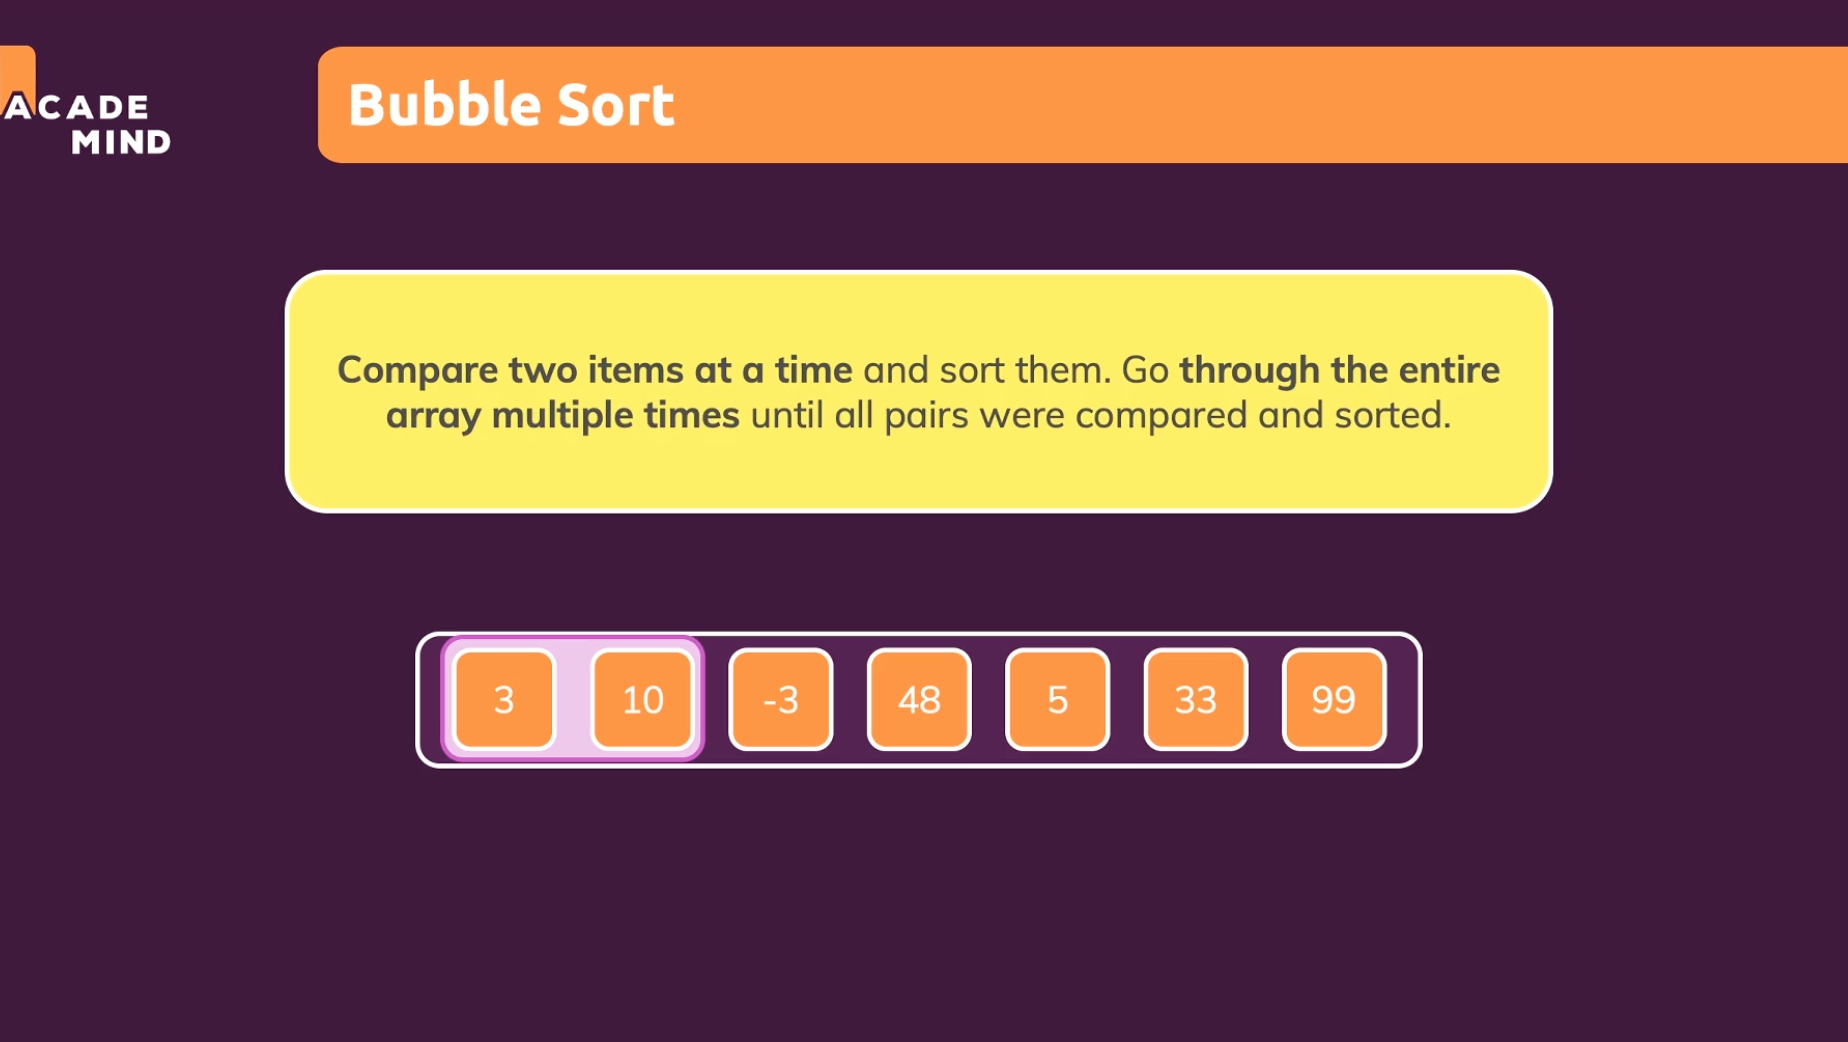 ACADE
MIND
Bubble Sort
Compare two items at a time and sort them. Go through the entire
array multiple times until all pairs were compared and sorted.
3 10 -3 48 5 33 99